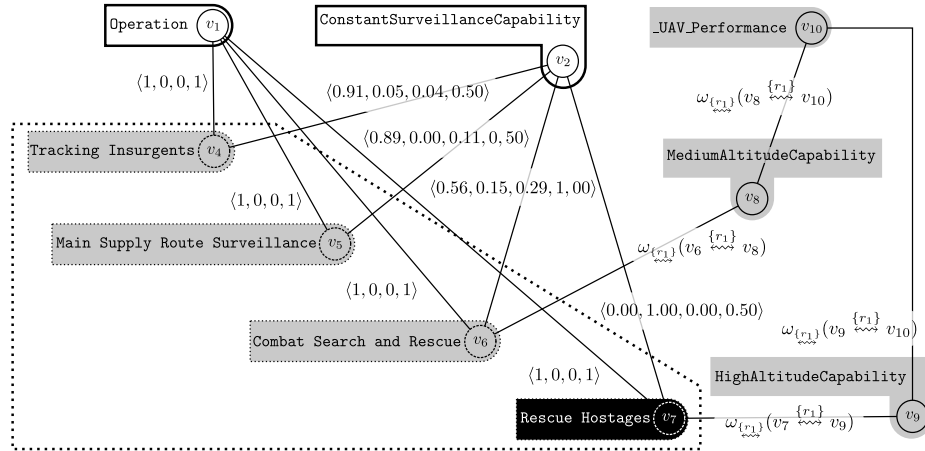 Operation v₁
ConstantSurveillanceCapability
v₂
_UAV_Performance v₁₀
⟨1, 0, 0, 1⟩
⟨0.91, 0.05, 0.04, 0.50⟩
ω_{r₁}↭(v₈ {r₁}↭ v₁₀)
⟨0.89, 0.00, 0.11, 0.50⟩
Tracking Insurgents v₄
MediumAltitudeCapability
v₈
⟨1, 0, 0, 1⟩
⟨0.56, 0.15, 0.29, 1, 00⟩
Main Supply Route Surveillance v₅
ω_{r₁}↭(v₆ {r₁}↭ v₈)
⟨1, 0, 0, 1⟩
⟨0.00, 1.00, 0.00, 0.50⟩
ω_{r₁}↭(v₉ {r₁}↭ v₁₀)
Combat Search and Rescue v₆
⟨1, 0, 0, 1⟩
HighAltitudeCapability
v₉
Rescue Hostages v₇
ω_{r₁}↭(v₇ {r₁}↭ v₉)